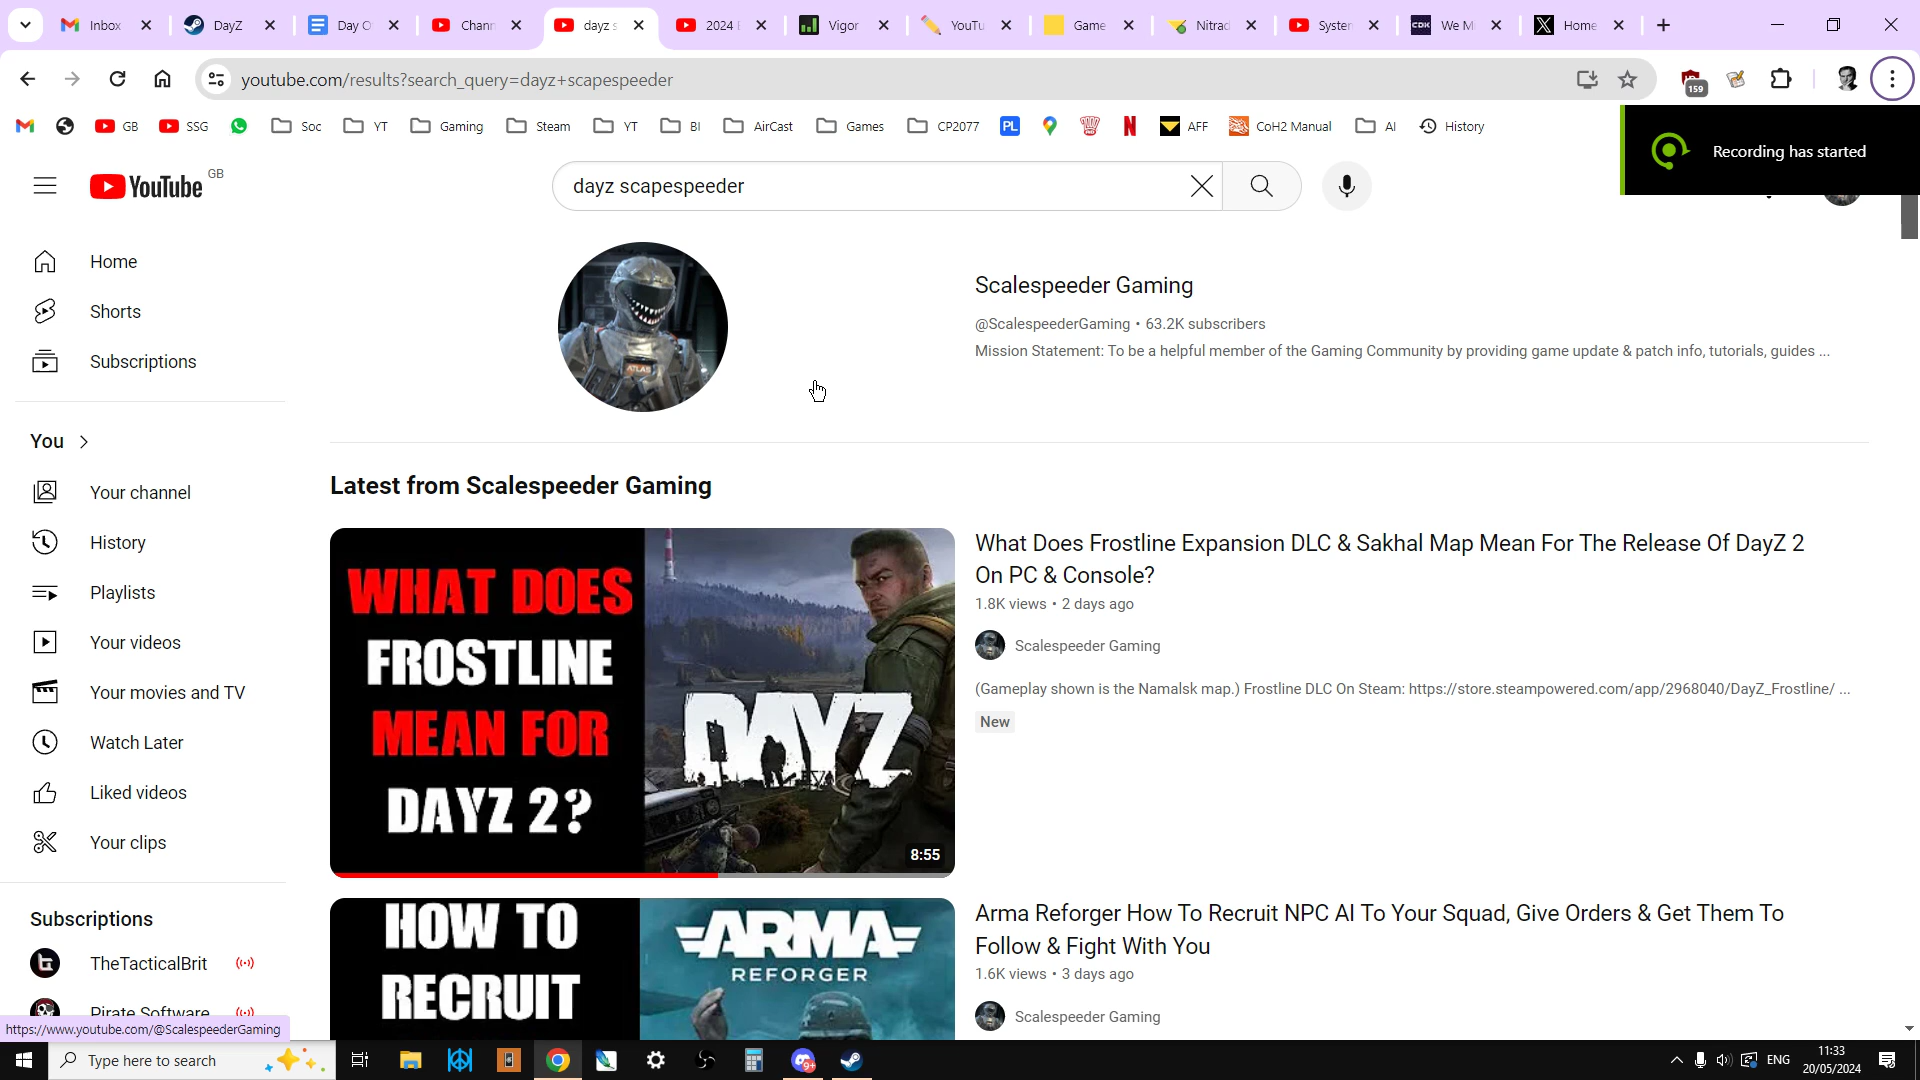 Inbox
DayZ
Day O
Chann
dayz s
2024
Vigor
YouTu
Game
Nitrad
System
We M
Home
youtube.com/results?search_query=dayz+scapespeeder
159
GB
SSG
Soc
YT
Gaming
Steam
YT
BI
AirCast
Games
CP2077
PL
AFF
CoH2 Manual
AI
History
Recording has started
YouTube GB
dayz scapespeeder
Home
Shorts
Subscriptions
You
Your channel
History
Playlists
Your videos
Your movies and TV
Watch Later
Liked videos
Your clips
Subscriptions
TheTacticalBrit
Pirate Software
https://www.youtube.com/@ScalespeederGaming
ATLAS
Scalespeeder Gaming
@ScalespeederGaming • 63.2K subscribers
Mission Statement: To be a helpful member of the Gaming Community by providing game update & patch info, tutorials, guides ...
Latest from Scalespeeder Gaming
WHAT DOES
FROSTLINE
MEAN FOR
DAYZ 2?
DAYZ
8:55
What Does Frostline Expansion DLC & Sakhal Map Mean For The Release Of DayZ 2
On PC & Console?
1.8K views • 2 days ago
Scalespeeder Gaming
(Gameplay shown is the Namalsk map.) Frostline DLC On Steam: https://store.steampowered.com/app/2968040/DayZ_Frostline/ ...
New
HOW TO
RECRUIT
ARMA
REFORGER
Arma Reforger How To Recruit NPC AI To Your Squad, Give Orders & Get Them To
Follow & Fight With You
1.6K views • 3 days ago
Scalespeeder Gaming
Type here to search
9+
ENG
11:33
20/05/2024